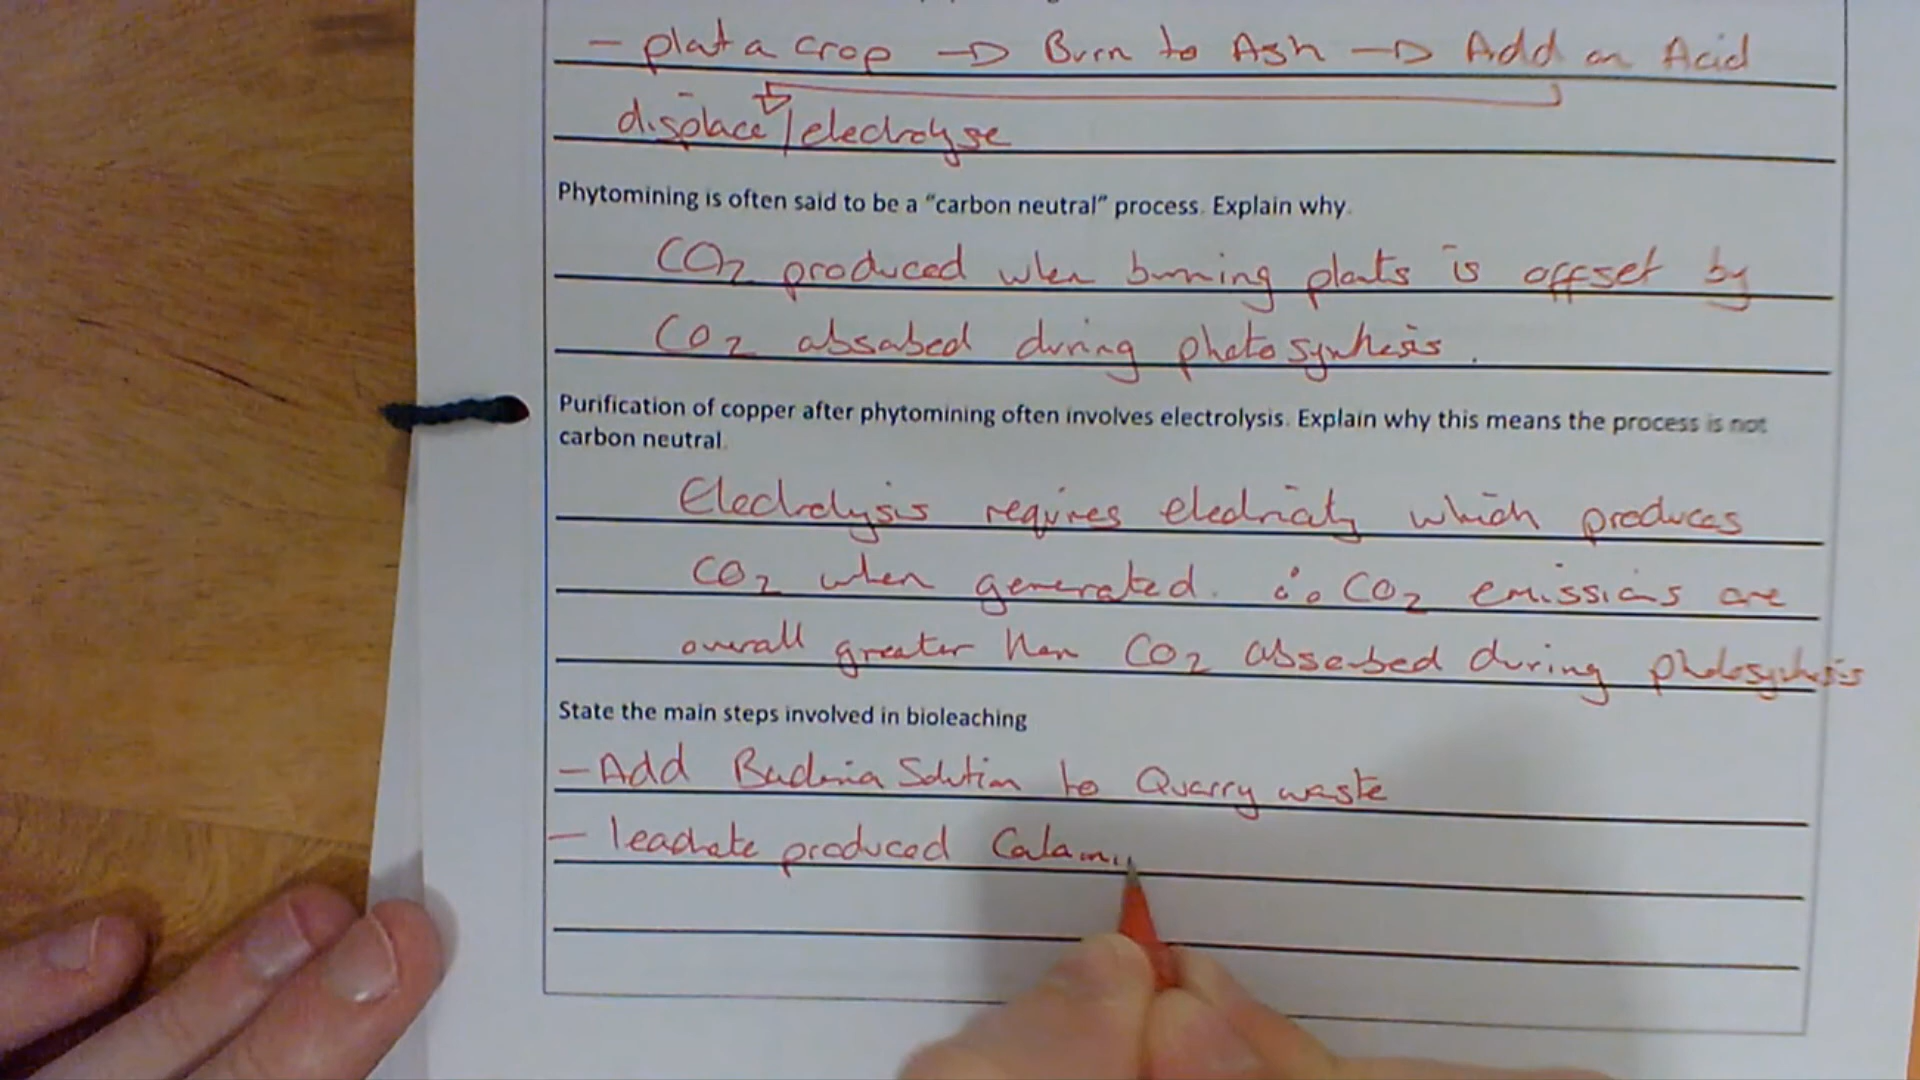 - plat a crop → Burn to Ash → Add an Acid
displace / electrolyse
Phytomining is often said to be a “carbon neutral” process. Explain why.
CO2 produced when burning plants is offset by
CO2 absabed during photosynthesis.
Purification of copper after phytomining often involves electrolysis. Explain why this means the process is not
carbon neutral.
Electrolysis requires electricity which produces
CO2 when generated. ∴ CO2 emissions are
overall greater than CO2 absorbed during photosynthesis
State the main steps involved in bioleaching
- Add Bacteria Solution to Quarry waste
- leachate produced